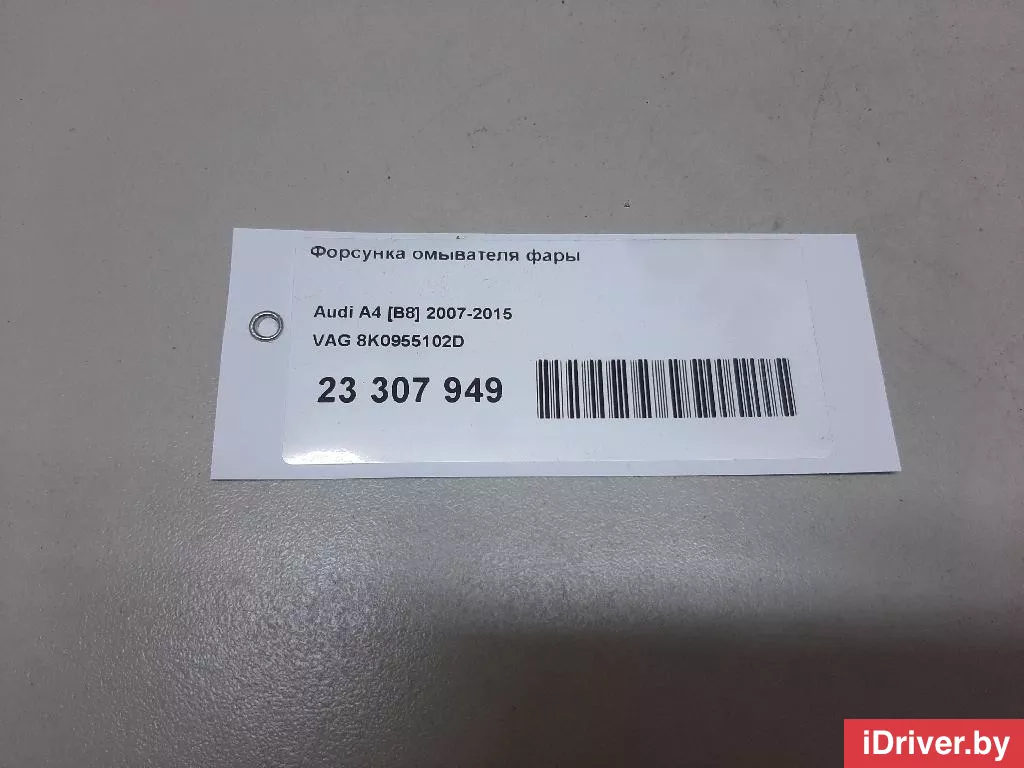 Форсунка омывателя фары
Audi A4 [B8] 2007-2015
VAG 8K0955102D
23 307 949
iDriver.by